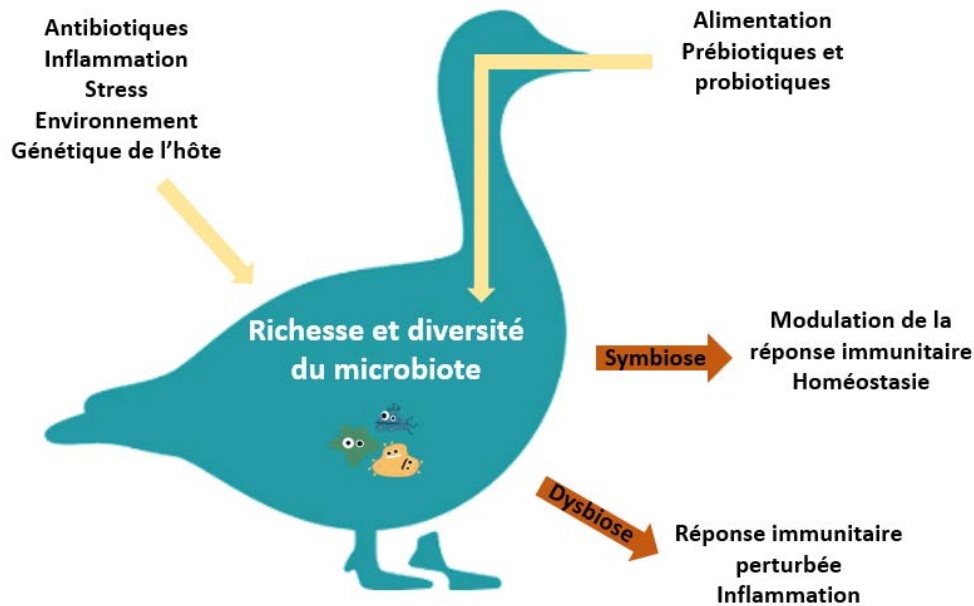 Antibiotiques
Inflammation
Stress
Environnement
Génétique de l'hôte
Alimentation
Prébiotiques et
probiotiques
Richesse et diversité
du microbiote
Symbiose
Modulation de la
réponse immunitaire
Homéostasie
Dysbiose
Réponse immunitaire
perturbée
Inflammation